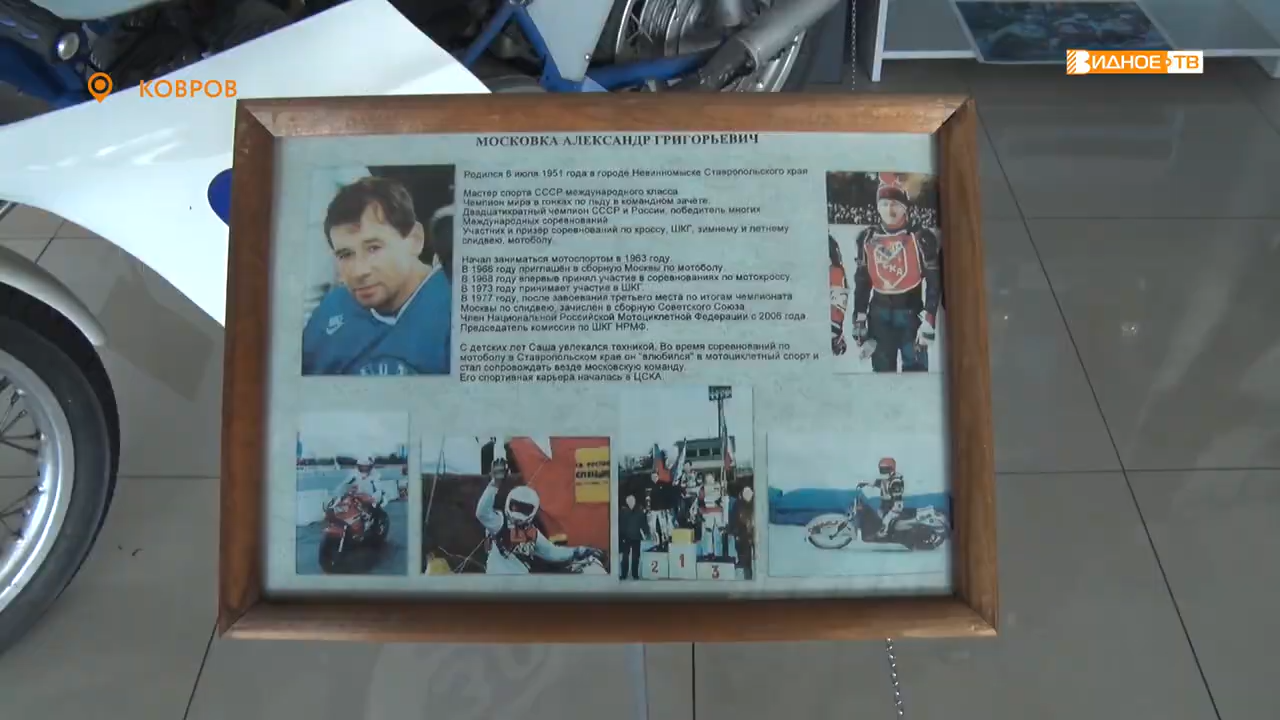 КОВРОВ
ВИДНОЕ•ТВ
МОСКОВКА АЛЕКСАНДР ГРИГОРЬЕВИЧ
Родился 6 июля 1951 года в городе Невинномыске Ставропольского края
Мастер спорта СССР международного класса.
Чемпион мира в гонках по льду в командном зачёте.
Двадцатикратный чемпион СССР и России, победитель многих
Международных соревнований
Участник и призёр соревнований по кроссу, ШКГ, зимнему и летнему
спидвею, мотоболу.
Начал заниматься мотоспортом в 1963 году.
В 1966 году приглашён в сборную Москвы по мотоболу.
В 1968 году впервые принял участие в соревнованиях по мотокроссу.
В 1973 году принимает участие в ШКГ.
В 1977 году, после завоевания третьего места по итогам чемпионата
Москвы по спидвею, зачислен в сборную Советского Союза
Член Национальной Российской Мотоциклетной Федерации с 2006 года.
Председатель комиссии по ШКГ НРМФ.
С детских лет Саша увлекался техникой. Во время соревнований по
мотоболу в Ставропольском крае он "влюбился" в мотоциклетный спорт и
стал сопровождать везде московскую команду.
Его спортивная карьера началась в ЦСКА.
2 1 3